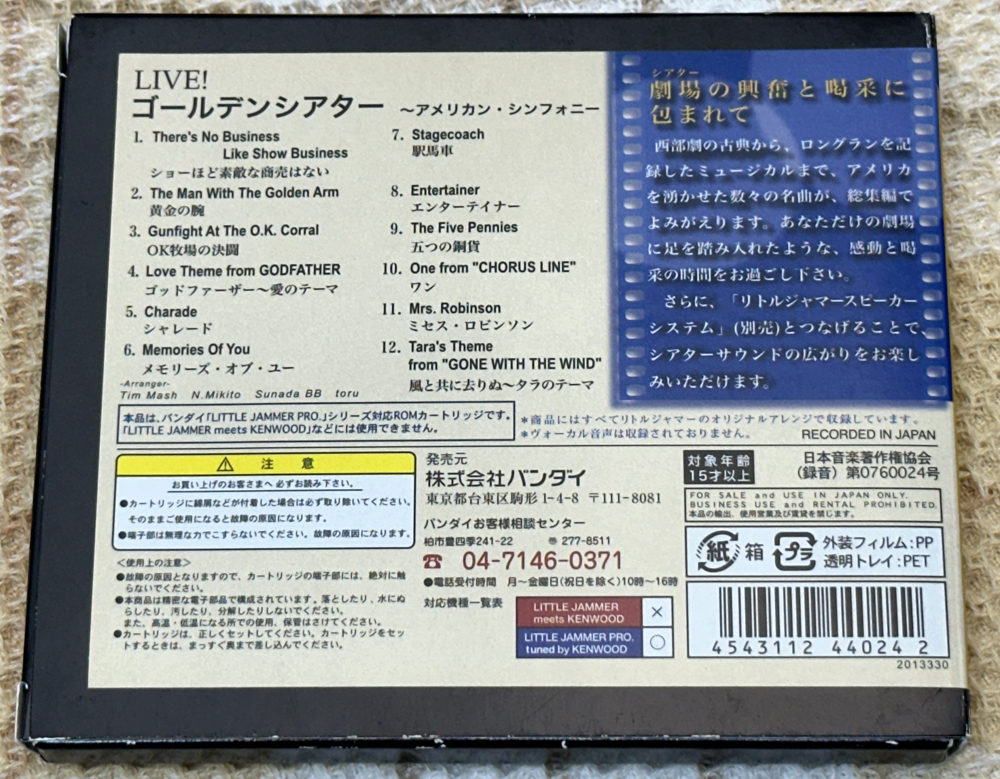 LIVE!
ゴールデンシアター ～アメリカン・シンフォニー
1. There's No Business
Like Show Business
ショーほど素敵な商売はない
2. The Man With The Golden Arm
黄金の腕
3. Gunfight At The O.K. Corral
OK牧場の決闘
4. Love Theme from GODFATHER
ゴッドファーザー～愛のテーマ
5. Charade
シャレード
6. Memories Of You
メモリーズ・オブ・ユー
7. Stagecoach
駅馬車
8. Entertainer
エンターテイナー
9. The Five Pennies
五つの銅貨
10. One from "CHORUS LINE"
ワン
11. Mrs. Robinson
ミセス・ロビンソン
12. Tara's Theme
from "GONE WITH THE WIND"
風と共に去りぬ～タラのテーマ
-Arranger-
Tim Mash N.Mikito Sunada BB toru
シアター
劇場の興奮と喝采に
包まれて
西部劇の古典から、ロングランを記
録したミュージカルまで、アメリカ
を湧かせた数々の名曲が、総集編で
よみがえります。あなただけの劇場
に足を踏み入れたような、感動と喝
采の時間をお過ごし下さい。
さらに、「リトルジャマースピーカー
システム」(別売)とつなげることで、
シアターサウンドの広がりをお楽し
みいただけます。
本品は、バンダイ「LITTLE JAMMER PRO.」シリーズ対応ROMカートリッジです。
「LITTLE JAMMER meets KENWOOD」などには使用できません。
＊商品にはすべてリトルジャマーのオリジナルアレンジで収録しています。
＊ヴォーカル音声は収録されておりません。
RECORDED IN JAPAN
注意
お買い上げのお客さまへ 必ずお読み下さい。
●カートリッジに綿屑などが付着した場合は必ず取り除いてください。
そのままご使用になると故障の原因になります。
●端子部は無理な力でこすらないでください。故障の原因になります。
＜使用上の注意＞
●故障の原因となりますので、カートリッジの端子部には、絶対に触
らないでください。
●本商品は精密な電子部品で構成されています。落としたり、水にぬ
らしたり、汚したり、分解したりしないでください。
また、高温・低温になる所での使用、保管はさけてください。
●カートリッジは、正しくセットしてください。カートリッジをセッ
トするときは、まっすぐ奥まで差し込んでください。
発売元
株式会社バンダイ
東京都台東区駒形1-4-8 〒111-8081
バンダイお客様相談センター
柏市豊四季241-22 〒277-8511
☎ 04-7146-0371
●電話受付時間 月～金曜日(祝日を除く)10時～16時
対応機種一覧表
LITTLE JAMMER
meets KENWOOD ×
LITTLE JAMMER PRO.
tuned by KENWOOD ○
対象年齢
15才以上
日本音楽著作権協会
(録音) 第0760024号
FOR SALE and USE IN JAPAN ONLY.
BUSINESS USE and RENTAL PROHIBITED.
本品の輸出、使用営業及び賃貸を禁じます。
紙 箱
プラ 外装フィルム:PP
透明トレイ:PET
4543112 44024 2
2013330